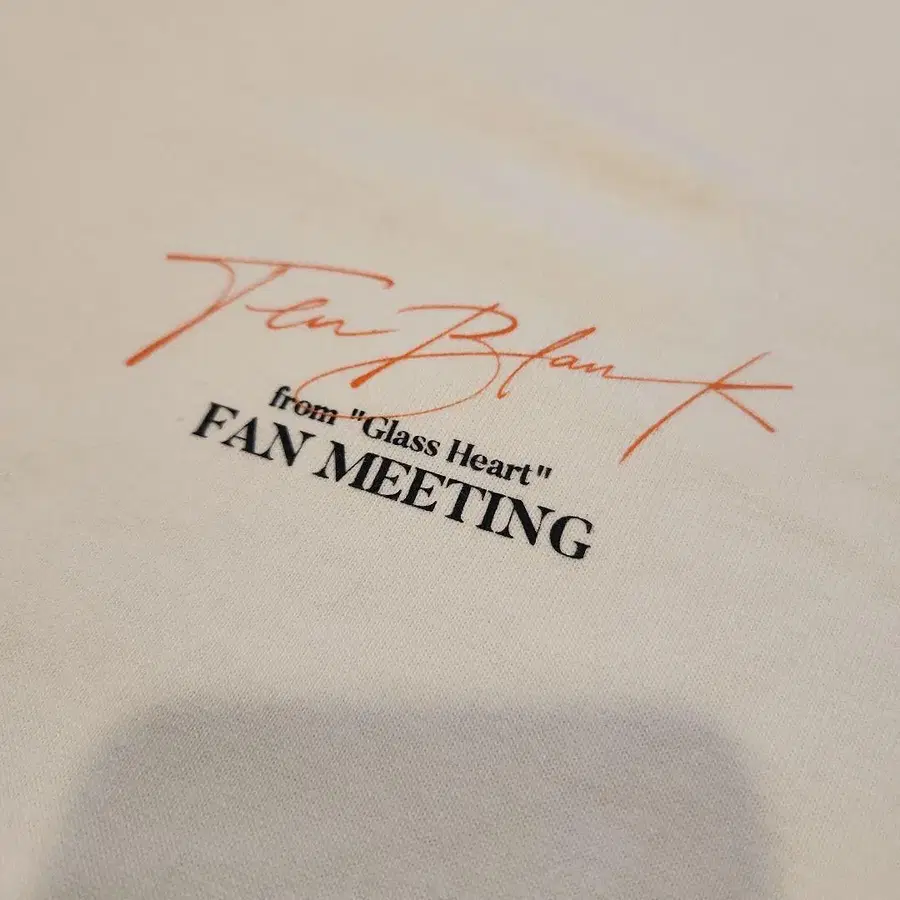 Ten Blank
from "Glass Heart"
FAN MEETING